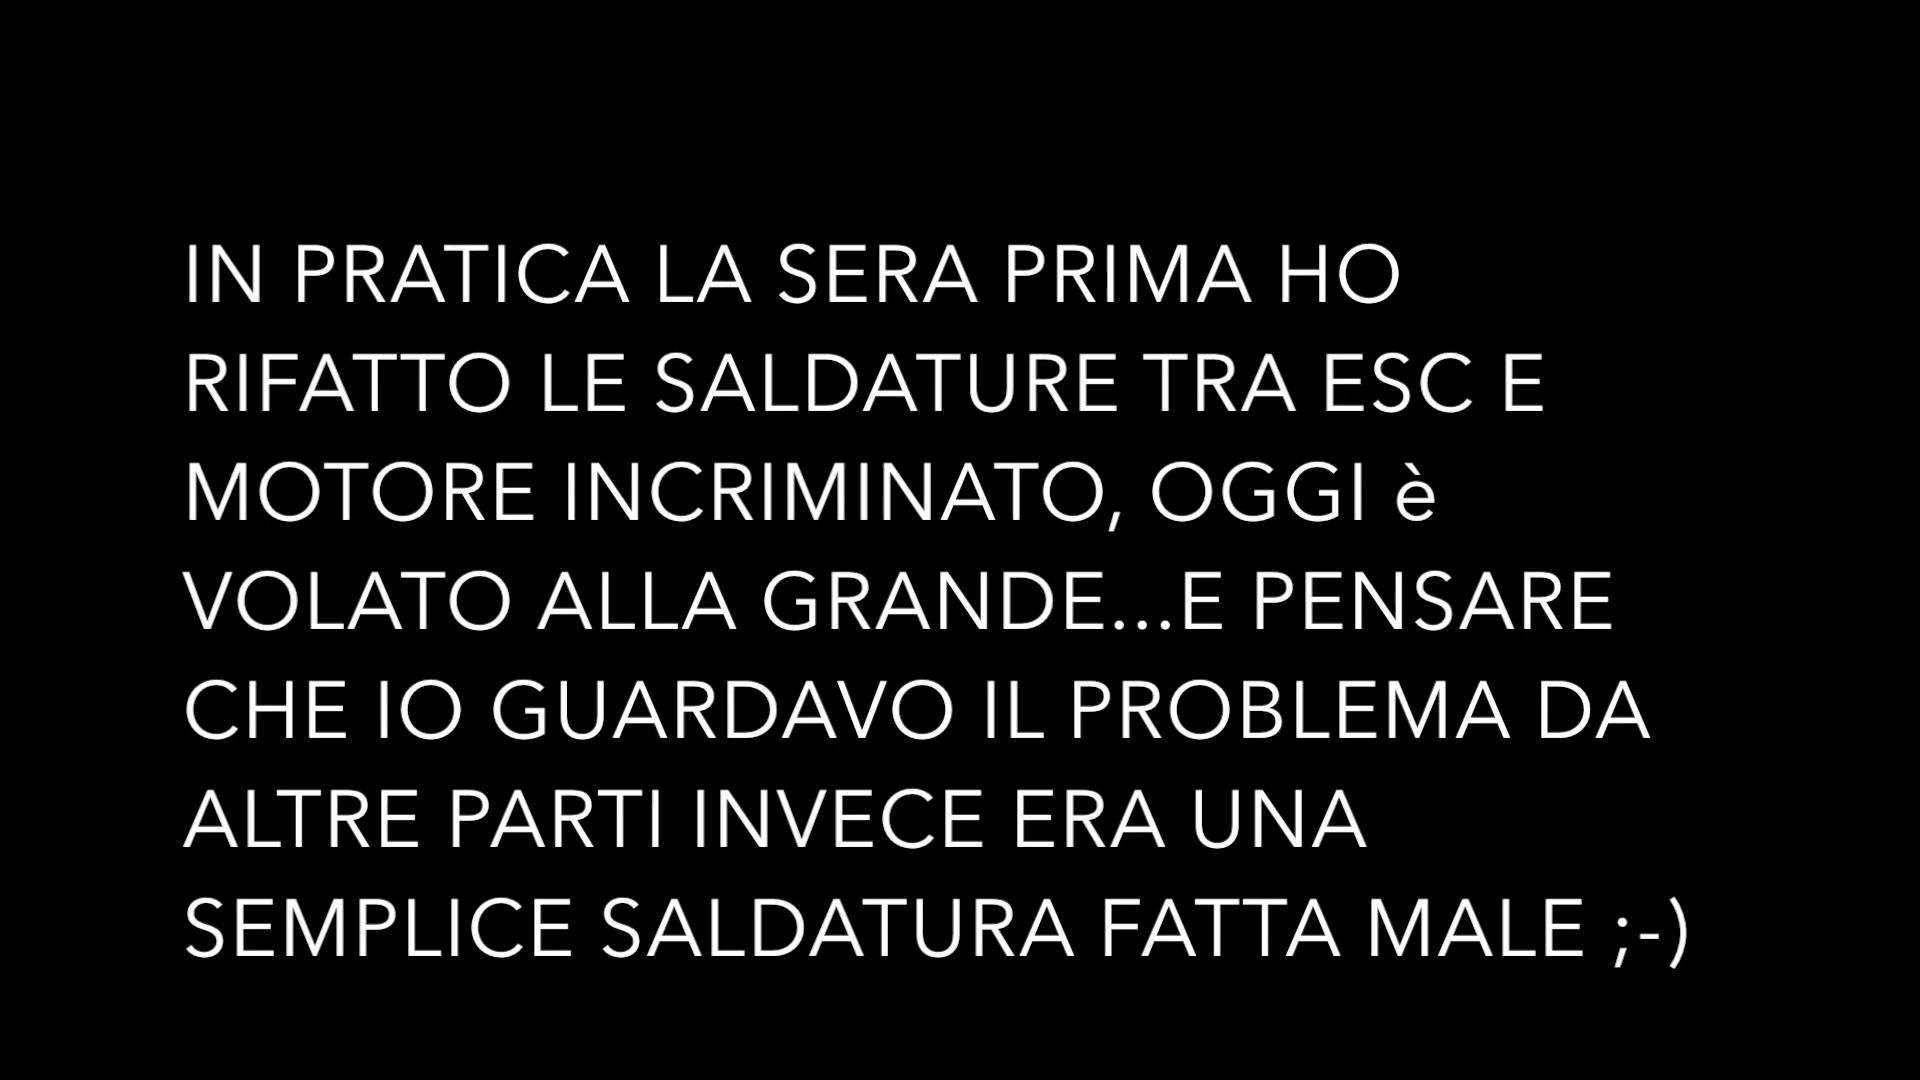 IN PRATICA LA SERA PRIMA HO
RIFATTO LE SALDATURE TRA ESC E
MOTORE INCRIMINATO, OGGI è
VOLATO ALLA GRANDE...E PENSARE
CHE IO GUARDAVO IL PROBLEMA DA
ALTRE PARTI INVECE ERA UNA
SEMPLICE SALDATURA FATTA MALE ;-)